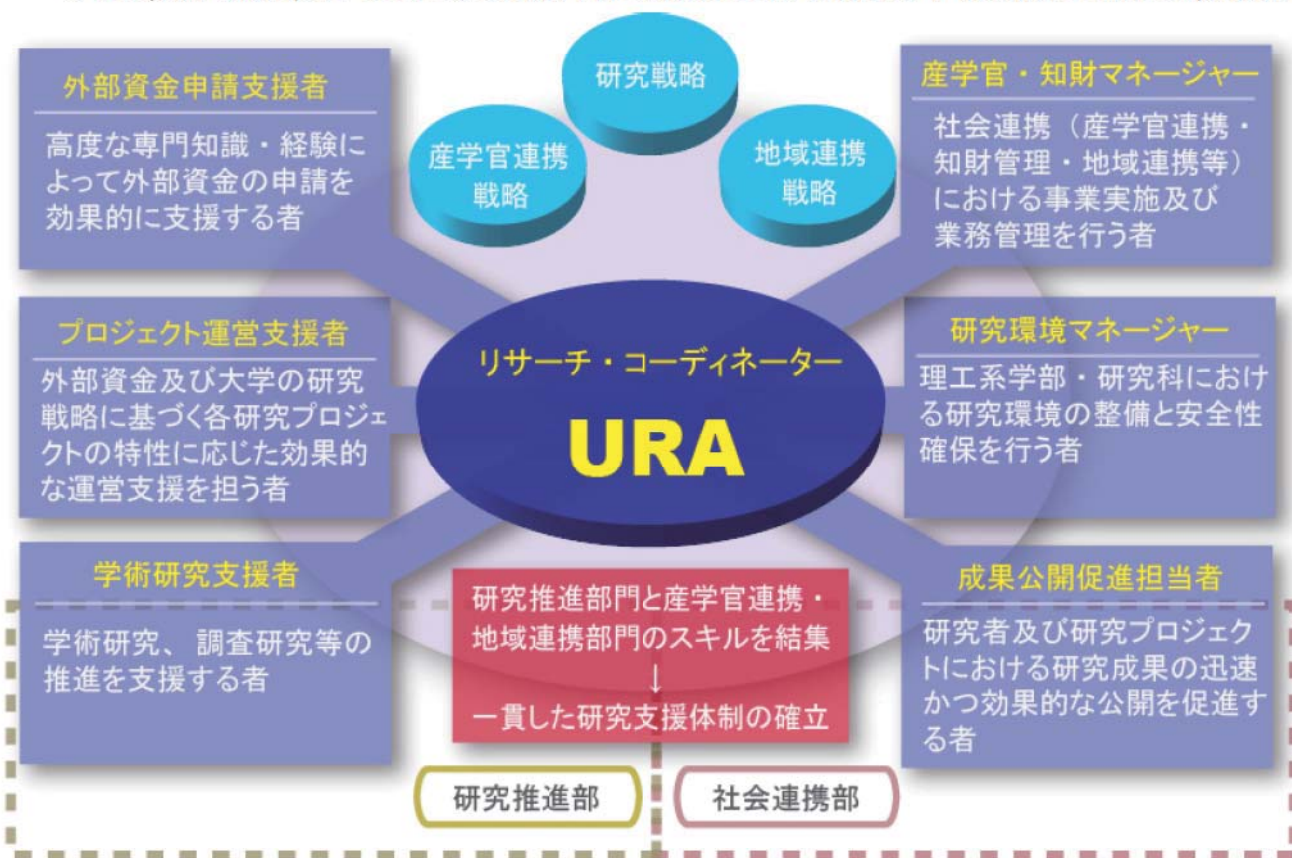 研究戦略
産学官連携
戦略
地域連携
戦略
外部資金申請支援者
高度な専門知識・経験に
よって外部資金の申請を
効果的に支援する者
産学官・知財マネージャー
社会連携（産学官連携・
知財管理・地域連携等）
における事業実施及び
業務管理を行う者
プロジェクト運営支援者
外部資金及び大学の研究
戦略に基づく各研究プロジェ
クトの特性に応じた効果的
な運営支援を担う者
リサーチ・コーディネーター
URA
研究環境マネージャー
理工系学部・研究科におけ
る研究環境の整備と安全性
確保を行う者
学術研究支援者
学術研究、調査研究等の
推進を支援する者
研究推進部門と産学官連携・
地域連携部門のスキルを結集
↓
一貫した研究支援体制の確立
成果公開促進担当者
研究者及び研究プロジェク
トにおける研究成果の迅速
かつ効果的な公開を促進す
る者
研究推進部
社会連携部